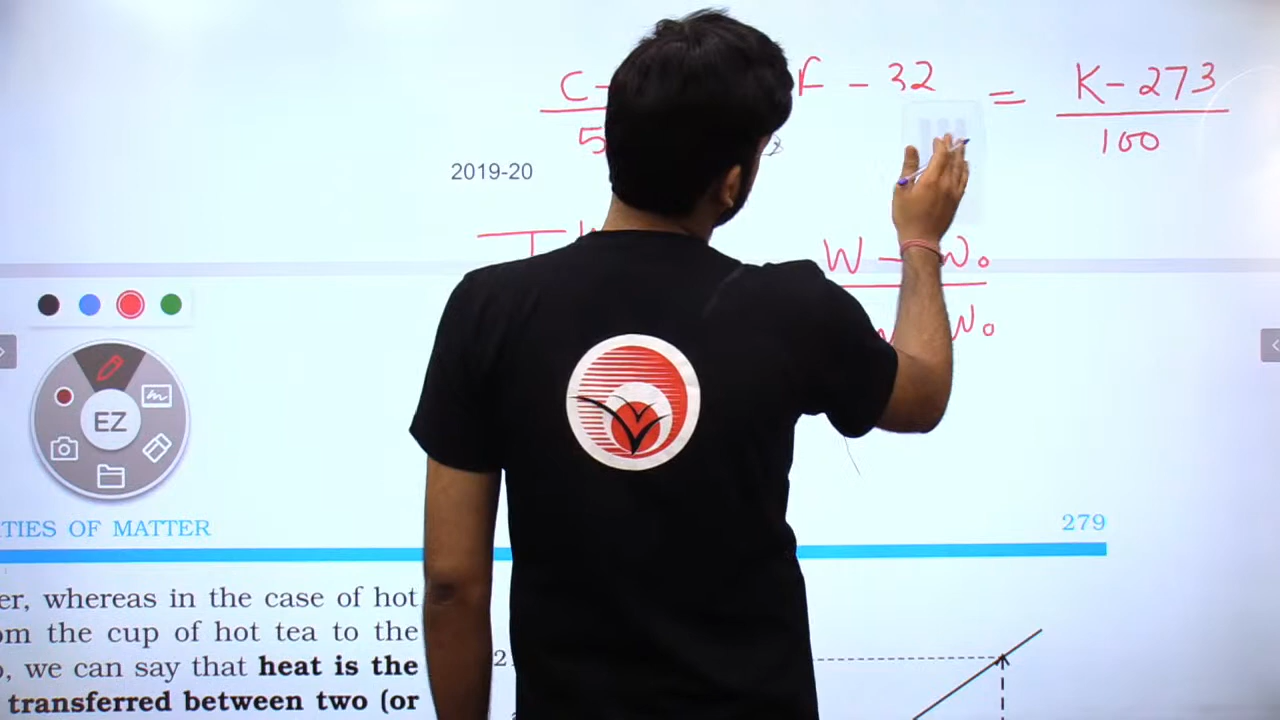 C - F - 32 = K - 273
5 100
2019-20
W - W₀
W₀
EZ
TIES OF MATTER 279
er, whereas in the case of hot
om the cup of hot tea to the
, we can say that heat is the
transferred between two (or
2